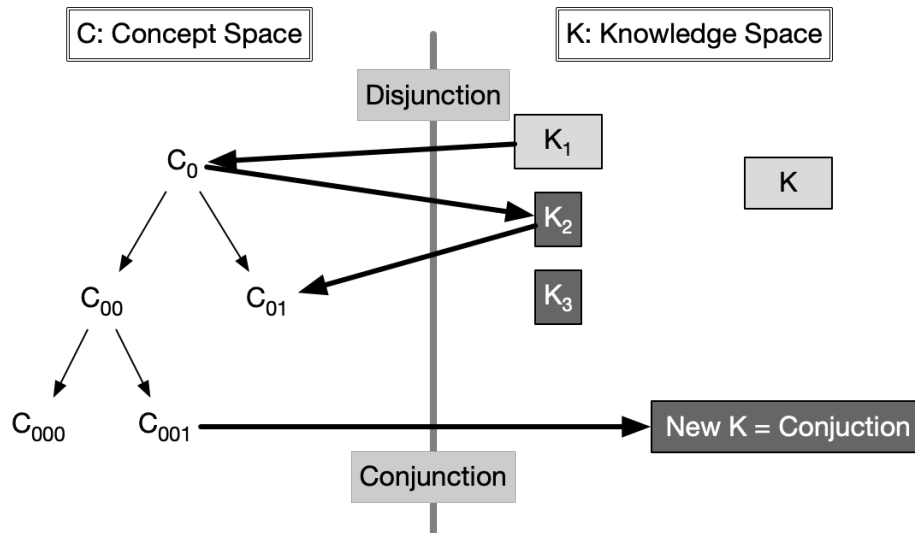 C: Concept Space
K: Knowledge Space
Disjunction
K₁
C₀
K
K₂
C₀₀
C₀₁
K₃
C₀₀₀
C₀₀₁
New K = Conjuction
Conjunction